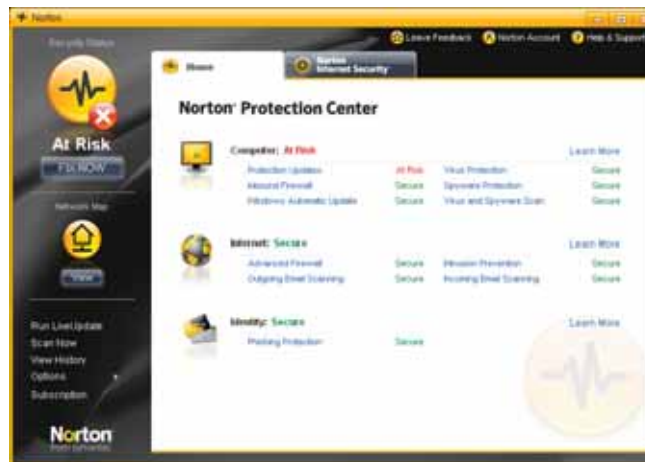 Norton
Leave Feedback Norton Account Help & Support
Security Status
At Risk
Fix NOW
Network Map
View
Run LiveUpdate
Scan Now
View History
Options
Subscription
Norton
from symantec
Home
Norton
Internet Security
Norton Protection Center
Computer: At Risk Learn More
Protection Updates At Risk Virus Protection Secure
Inbound Firewall Secure Spyware Protection Secure
Windows Automatic Update Secure Virus and Spyware Scan Secure
Internet: Secure Learn More
Advanced Firewall Secure Intrusion Prevention Secure
Outgoing Email Scanning Secure Incoming Email Scanning Secure
Identity: Secure Learn More
Phishing Protection Secure